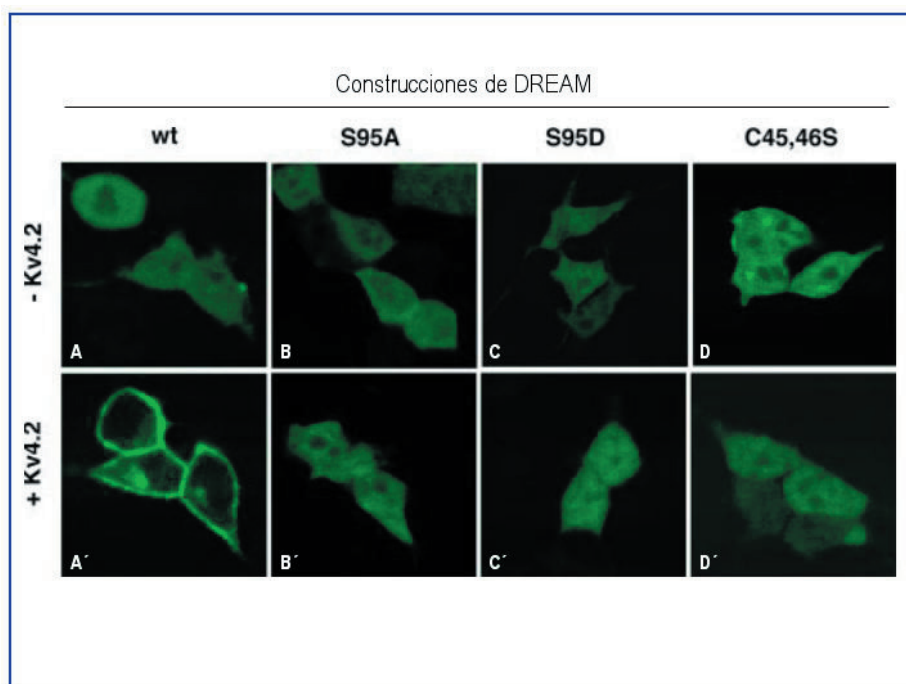 Construcciones de DREAM
wt S95A S95D C45,46S
- Kv4.2
A B C D
+ Kv4.2
A´ B´ C´ D´